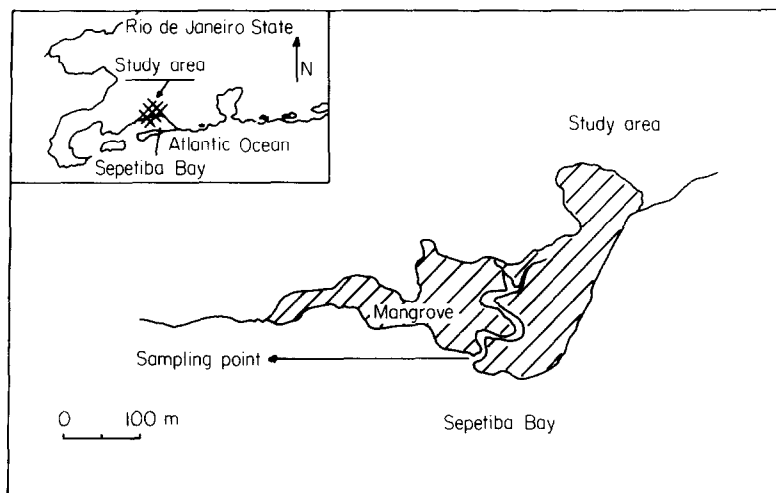 Rio de Janeiro State
Study area
N
Atlantic Ocean
Sepetiba Bay
Study area
Mangrove
Sampling point
0 100 m
Sepetiba Bay